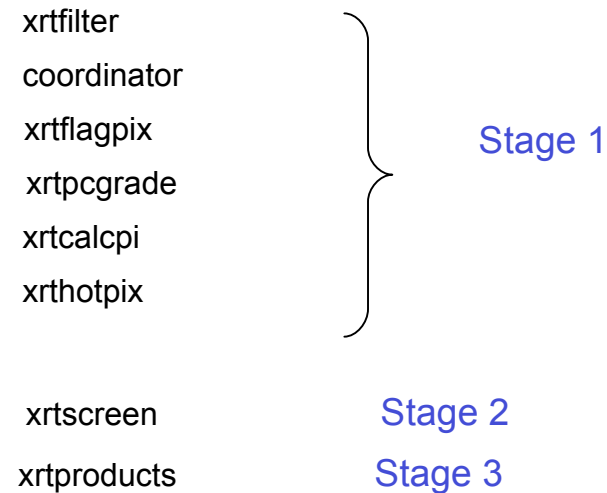 xrtfilter
coordinator
xrtflagpix
Stage 1
xrtpcgrade
xrtcalcpi
xrthotpix
xrtscreen Stage 2
xrtproducts Stage 3